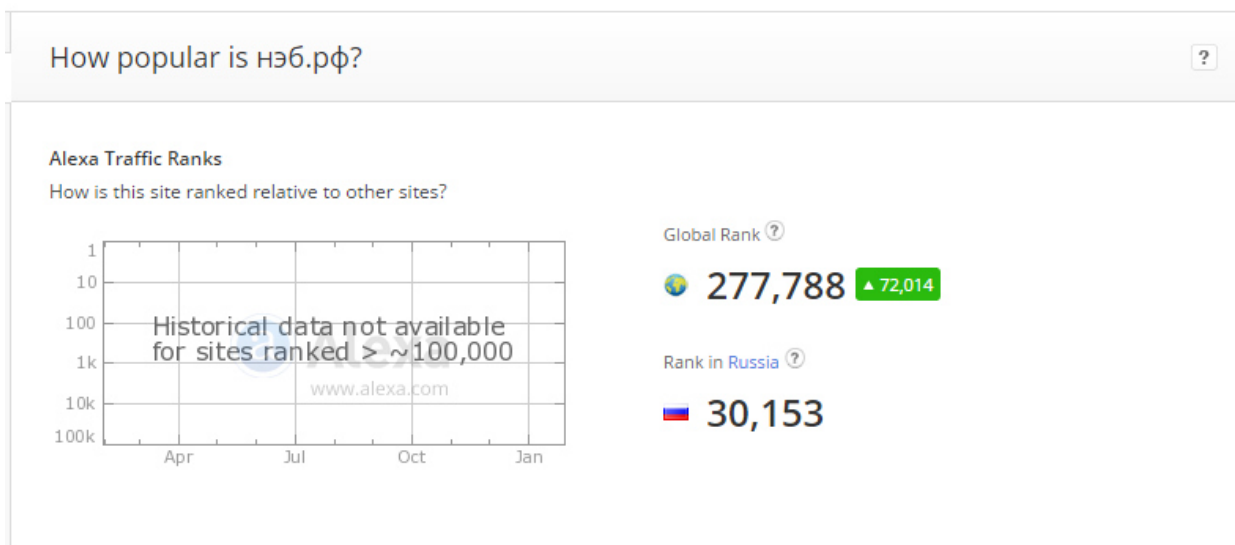 How popular is нэб.рф?
?
Alexa Traffic Ranks
How is this site ranked relative to other sites?
Global Rank ?
277,788 ▲ 72,014
Rank in Russia ?
30,153
1
10
100
1k
10k
100k
Historical data not available
for sites ranked > ~100,000
a Alexa
www.alexa.com
Apr Jul Oct Jan